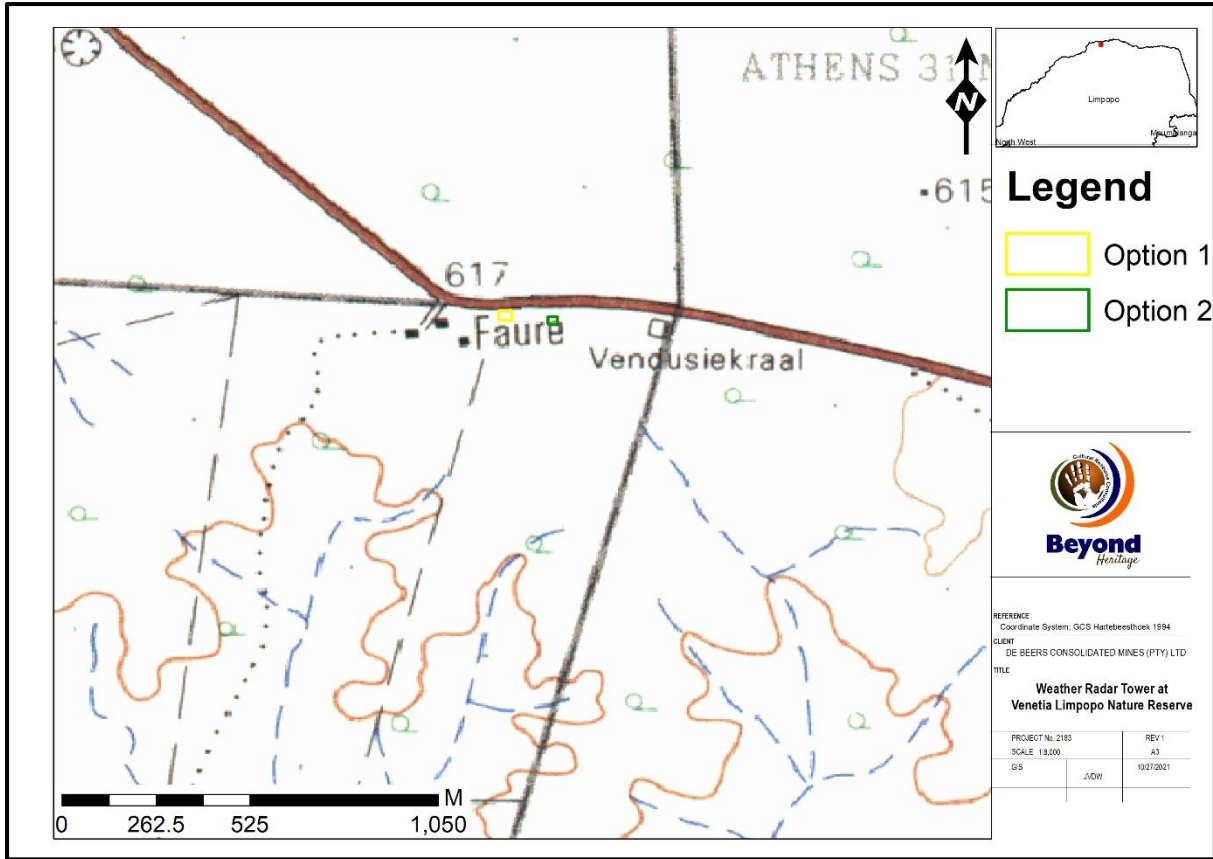 ATHENS 31
N
•615
617
Faure
Vendusiekraal
M
0 262.5 525 1,050
Limpopo
North West
Mpumalanga
Legend
Option 1
Option 2
Cultural Resource Consultants
Beyond
Heritage
REFERENCE
Coordinate System: GCS Hartebeesthoek 1994
CLIENT
DE BEERS CONSOLIDATED MINES (PTY) LTD
TITLE
Weather Radar Tower at
Venetia Limpopo Nature Reserve
PROJECT No. 2183 REV 1
SCALE 1:8,000 A3
GIS JVDW 10/27/2021